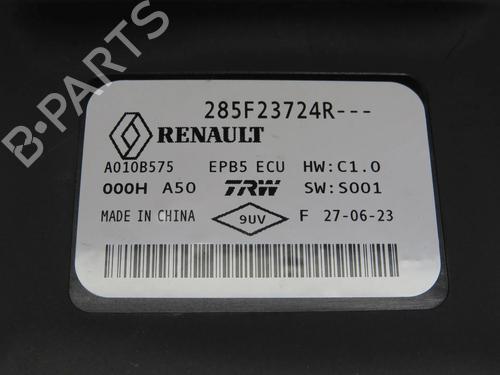 285F23724R---
RENAULT
A010B575 EPB5 ECU HW:C1.0
000H A50 TRW SW:S001
MADE IN CHINA 9UV F 27-06-23
B-PARTS